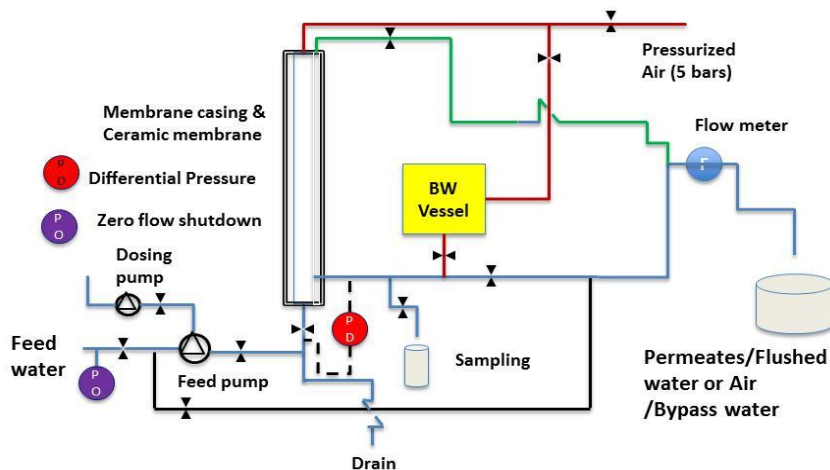 Pressurized
Air (5 bars)
Membrane casing &
Ceramic membrane
Flow meter
P
D
Differential Pressure
BW
Vessel
F
P
O
Zero flow shutdown
Dosing
pump
P
D
Feed
water
P
O
Feed pump
Sampling
Permeates/Flushed
water or Air
/Bypass water
Drain